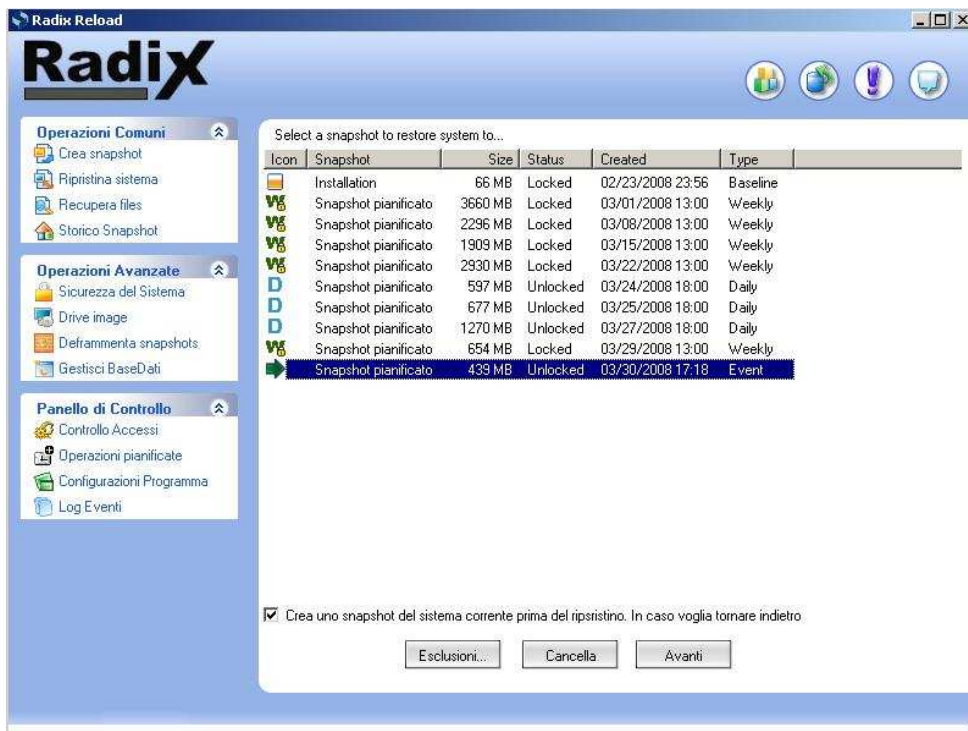 Radix Reload
Radix
Operazioni Comuni
Crea snapshot
Ripristina sistema
Recupera files
Storico Snapshot
Operazioni Avanzate
Sicurezza del Sistema
Drive image
Deframmenta snapshots
Gestisci BaseDati
Panello di Controllo
Controllo Accessi
Operazioni pianificate
Configurazioni Programma
Log Eventi
Select a snapshot to restore system to...
Icon Snapshot Size Status Created Type
Installation 66 MB Locked 02/23/2008 23:56 Baseline
W Snapshot pianificato 3660 MB Locked 03/01/2008 13:00 Weekly
W Snapshot pianificato 2296 MB Locked 03/08/2008 13:00 Weekly
W Snapshot pianificato 1909 MB Locked 03/15/2008 13:00 Weekly
W Snapshot pianificato 2930 MB Locked 03/22/2008 13:00 Weekly
D Snapshot pianificato 597 MB Unlocked 03/24/2008 18:00 Daily
D Snapshot pianificato 677 MB Unlocked 03/25/2008 18:00 Daily
D Snapshot pianificato 1270 MB Unlocked 03/27/2008 18:00 Daily
W Snapshot pianificato 654 MB Locked 03/29/2008 13:00 Weekly
Snapshot pianificato 439 MB Unlocked 03/30/2008 17:18 Event
Crea uno snapshot del sistema corrente prima del ripsristino. In caso voglia tornare indietro
Esclusioni... Cancella Avanti